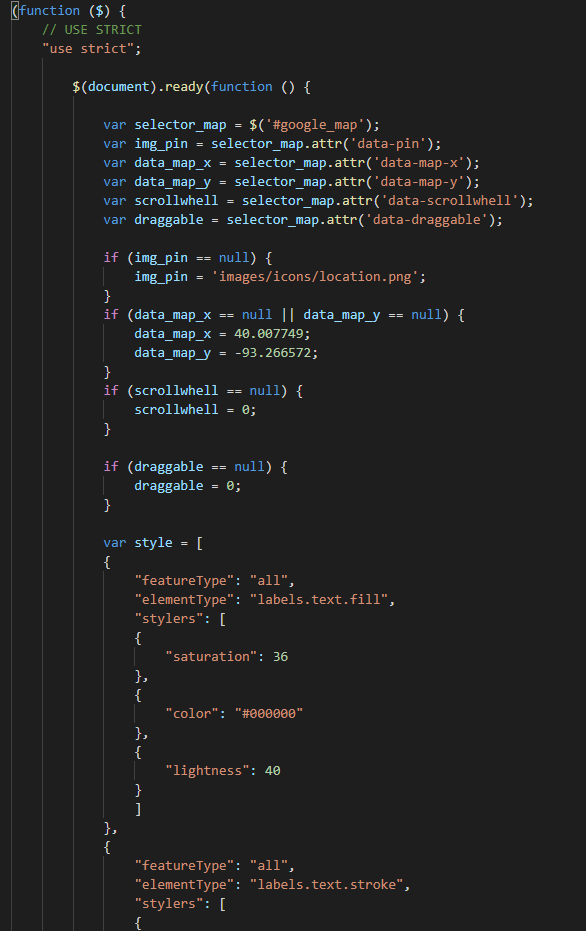 (function ($) {
// USE STRICT
"use strict";
$(document).ready(function () {
var selector_map = $('#google_map');
var img_pin = selector_map.attr('data-pin');
var data_map_x = selector_map.attr('data-map-x');
var data_map_y = selector_map.attr('data-map-y');
var scrollwhell = selector_map.attr('data-scrollwhell');
var draggable = selector_map.attr('data-draggable');
if (img_pin == null) {
img_pin = 'images/icons/location.png';
}
if (data_map_x == null || data_map_y == null) {
data_map_x = 40.007749;
data_map_y = -93.266572;
}
if (scrollwhell == null) {
scrollwhell = 0;
}
if (draggable == null) {
draggable = 0;
}
var style = [
{
"featureType": "all",
"elementType": "labels.text.fill",
"stylers": [
{
"saturation": 36
},
{
"color": "#000000"
},
{
"lightness": 40
}
]
},
{
"featureType": "all",
"elementType": "labels.text.stroke",
"stylers": [
{